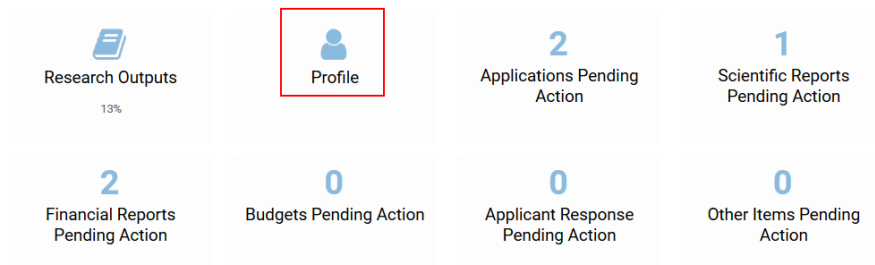 Research Outputs
13%
Profile
2
Applications Pending
Action
1
Scientific Reports
Pending Action
2
Financial Reports
Pending Action
0
Budgets Pending Action
0
Applicant Response
Pending Action
0
Other Items Pending
Action